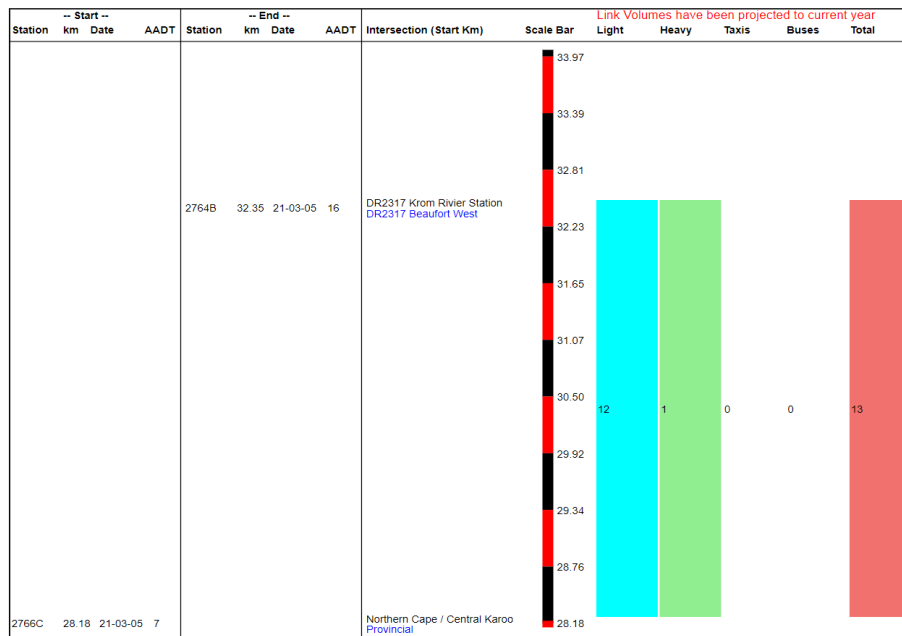 -- Start --
-- End --
Link Volumes have been projected to current year
Station km Date AADT Station km Date AADT Intersection (Start Km) Scale Bar Light Heavy Taxis Buses Total
33.97
33.39
32.81
2764B 32.35 21-03-05 16 DR2317 Krom Rivier Station
DR2317 Beaufort West
32.23
31.65
31.07
30.50
12 1 0 0 13
29.92
29.34
28.76
2766C 28.18 21-03-05 7 Northern Cape / Central Karoo 28.18
Provincial